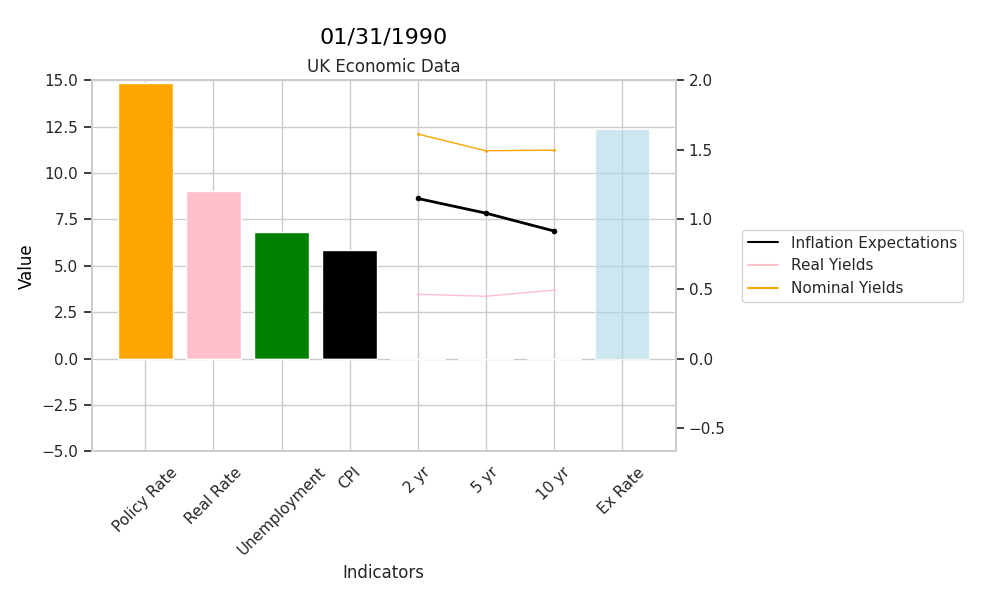 01/31/1990
UK Economic Data
15.0
12.5
10.0
7.5
5.0
2.5
0.0
−2.5
−5.0
Value
2.0
1.5
1.0
0.5
0.0
−0.5
Inflation Expectations
Real Yields
Nominal Yields
Policy Rate
Real Rate
Unemployment
CPI
2 yr
5 yr
10 yr
Ex Rate
Indicators